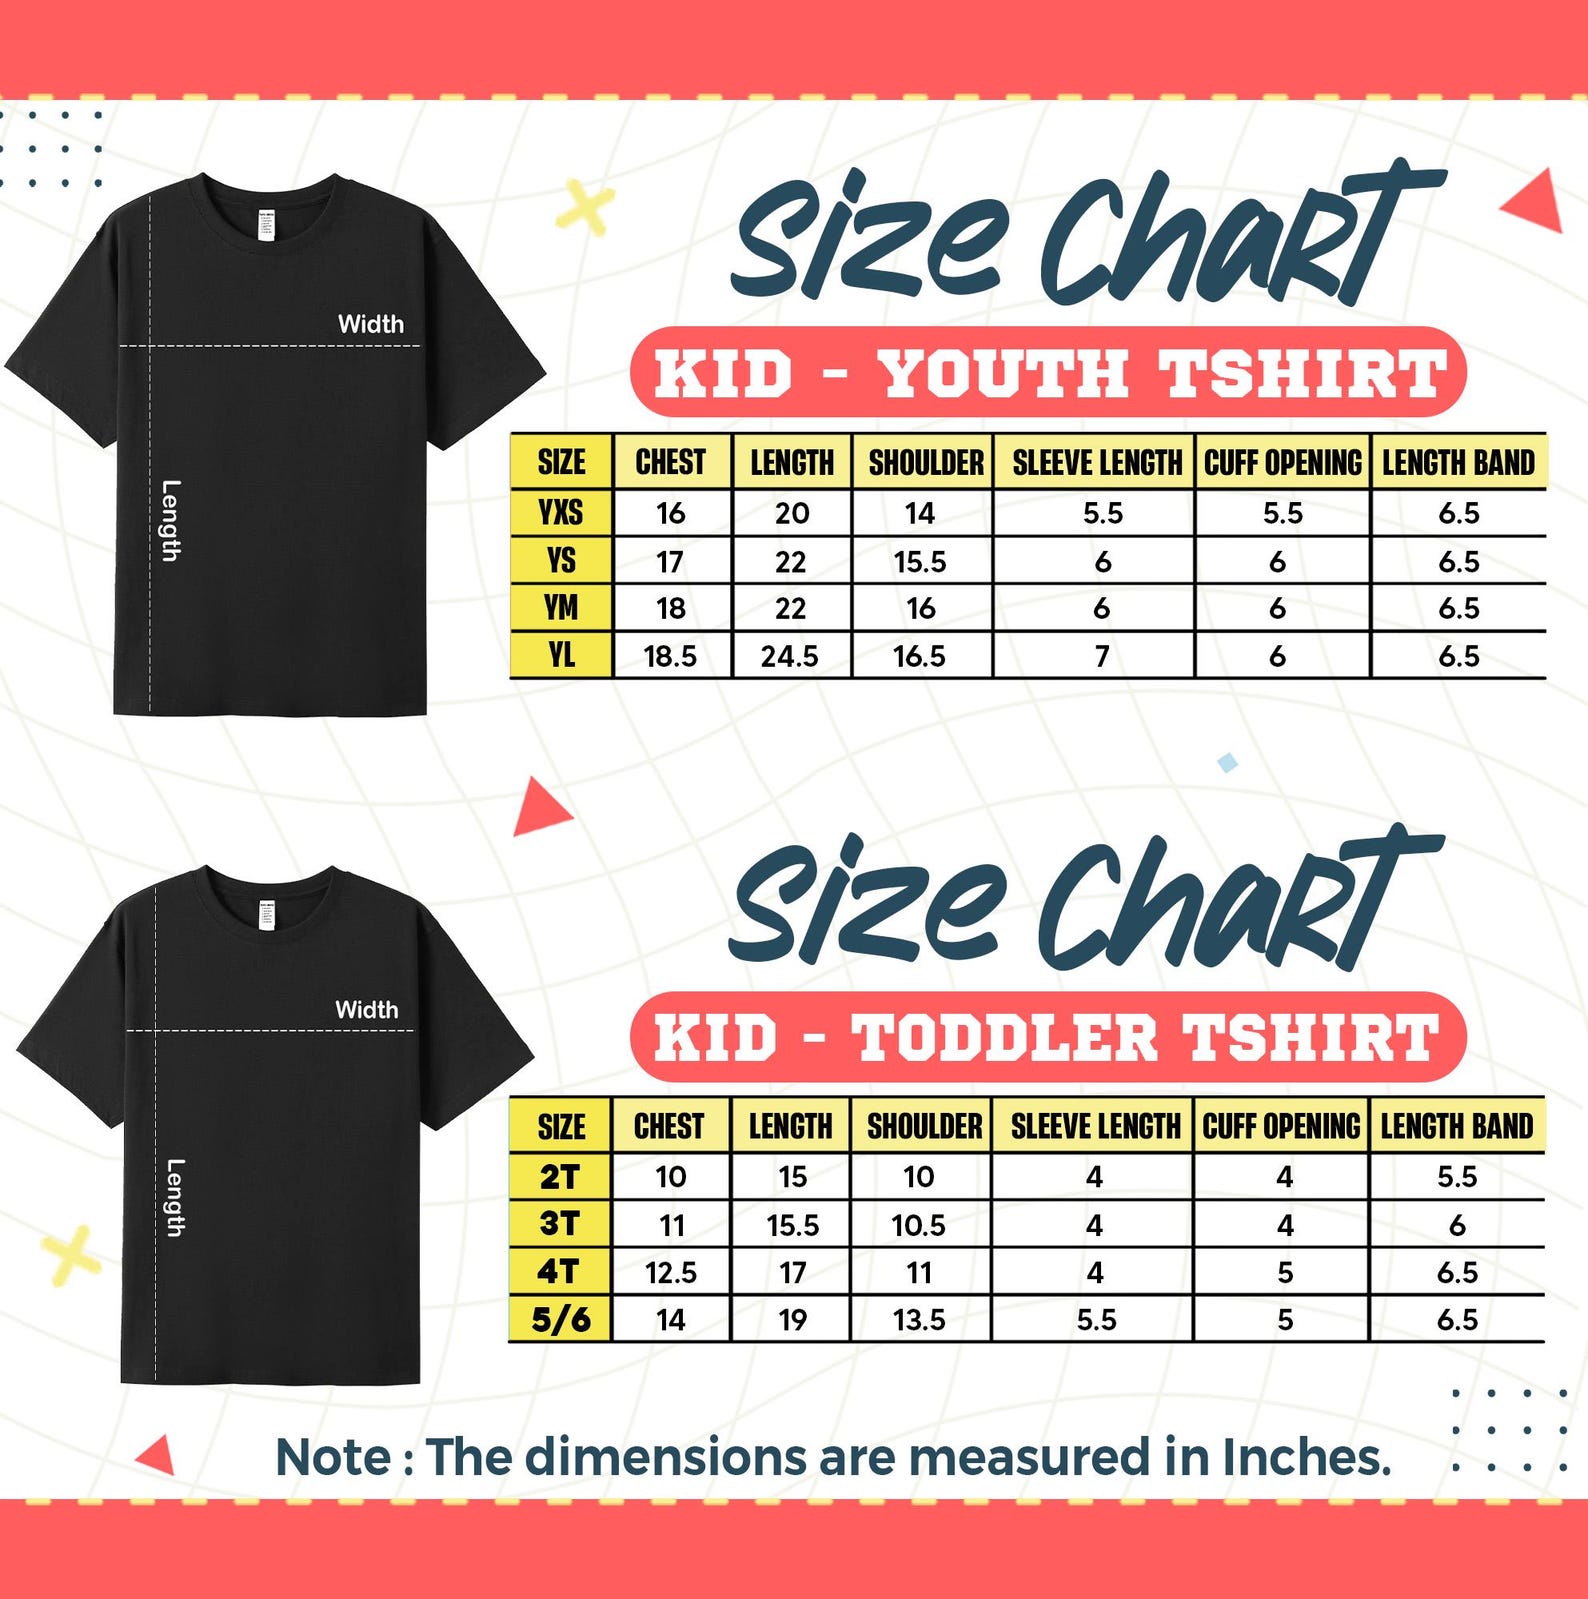 Size Chart
KID - YOUTH TSHIRT
Width
Length
SIZE CHEST LENGTH SHOULDER SLEEVE LENGTH CUFF OPENING LENGTH BAND
YXS 16 20 14 5.5 5.5 6.5
YS 17 22 15.5 6 6 6.5
YM 18 22 16 6 6 6.5
YL 18.5 24.5 16.5 7 6 6.5
Size Chart
KID - TODDLER TSHIRT
Width
Length
SIZE CHEST LENGTH SHOULDER SLEEVE LENGTH CUFF OPENING LENGTH BAND
2T 10 15 10 4 4 5.5
3T 11 15.5 10.5 4 4 6
4T 12.5 17 11 4 5 6.5
5/6 14 19 13.5 5.5 5 6.5
Note : The dimensions are measured in Inches.